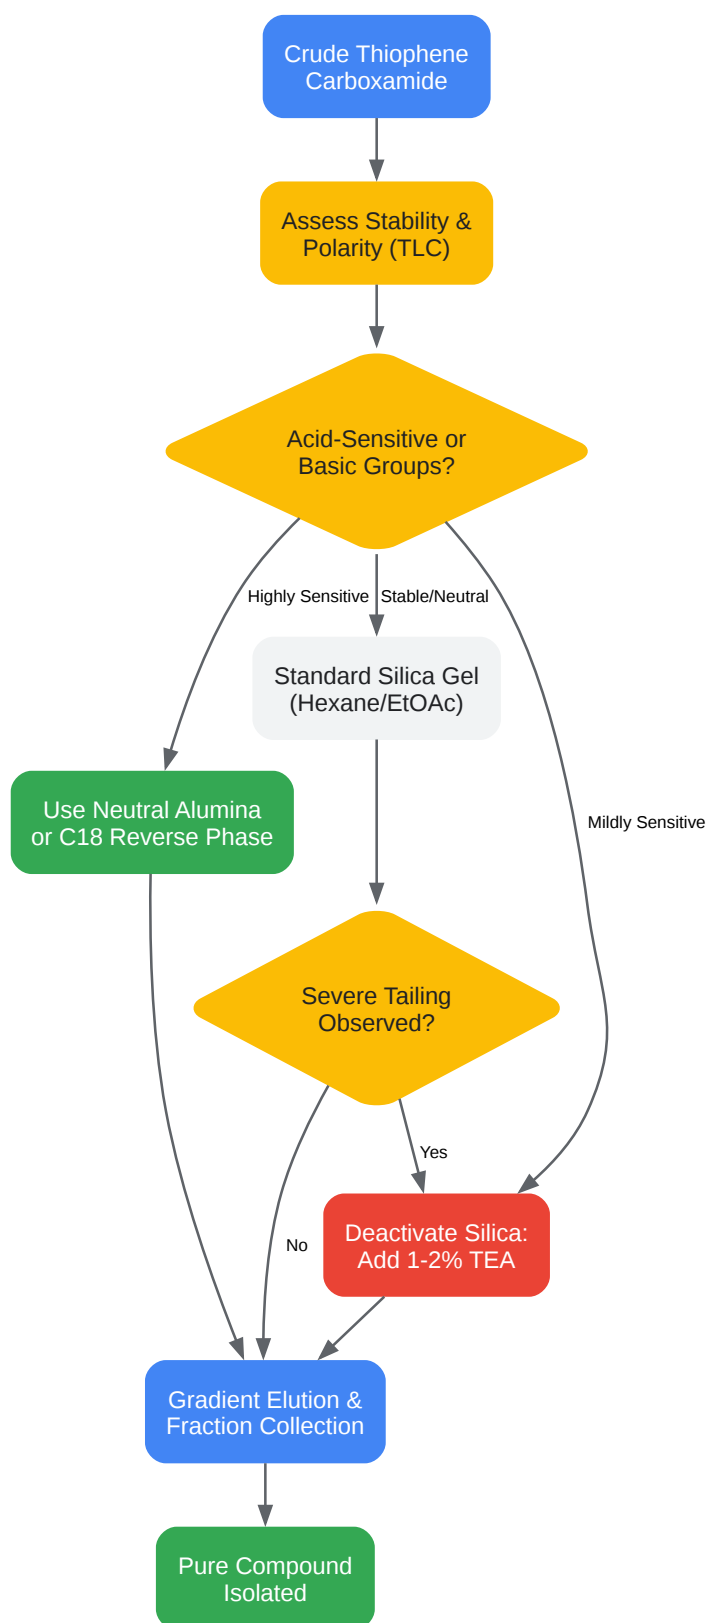 Crude Thiophene
Carboxamide
Assess Stability &
Polarity (TLC)
Acid-Sensitive or
Basic Groups?
Highly Sensitive
Stable/Neutral
Standard Silica Gel
(Hexane/EtOAc)
Use Neutral Alumina
or C18 Reverse Phase
Mildly Sensitive
Severe Tailing
Observed?
Yes
No
Deactivate Silica:
Add 1-2% TEA
Gradient Elution &
Fraction Collection
Pure Compound
Isolated